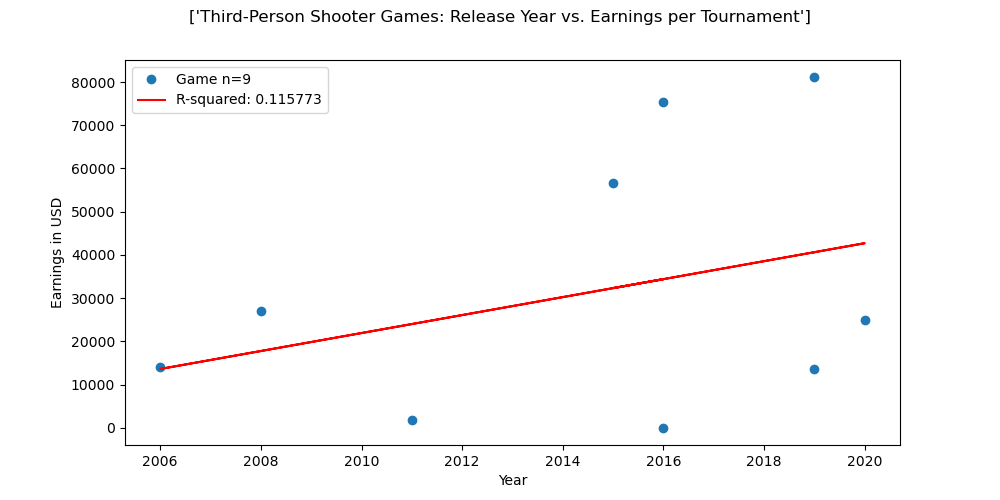 ['Third-Person Shooter Games: Release Year vs. Earnings per Tournament']
Game n=9
R-squared: 0.115773
Earnings in USD
80000
70000
60000
50000
40000
30000
20000
10000
0
2006 2008 2010 2012 2014 2016 2018 2020
Year